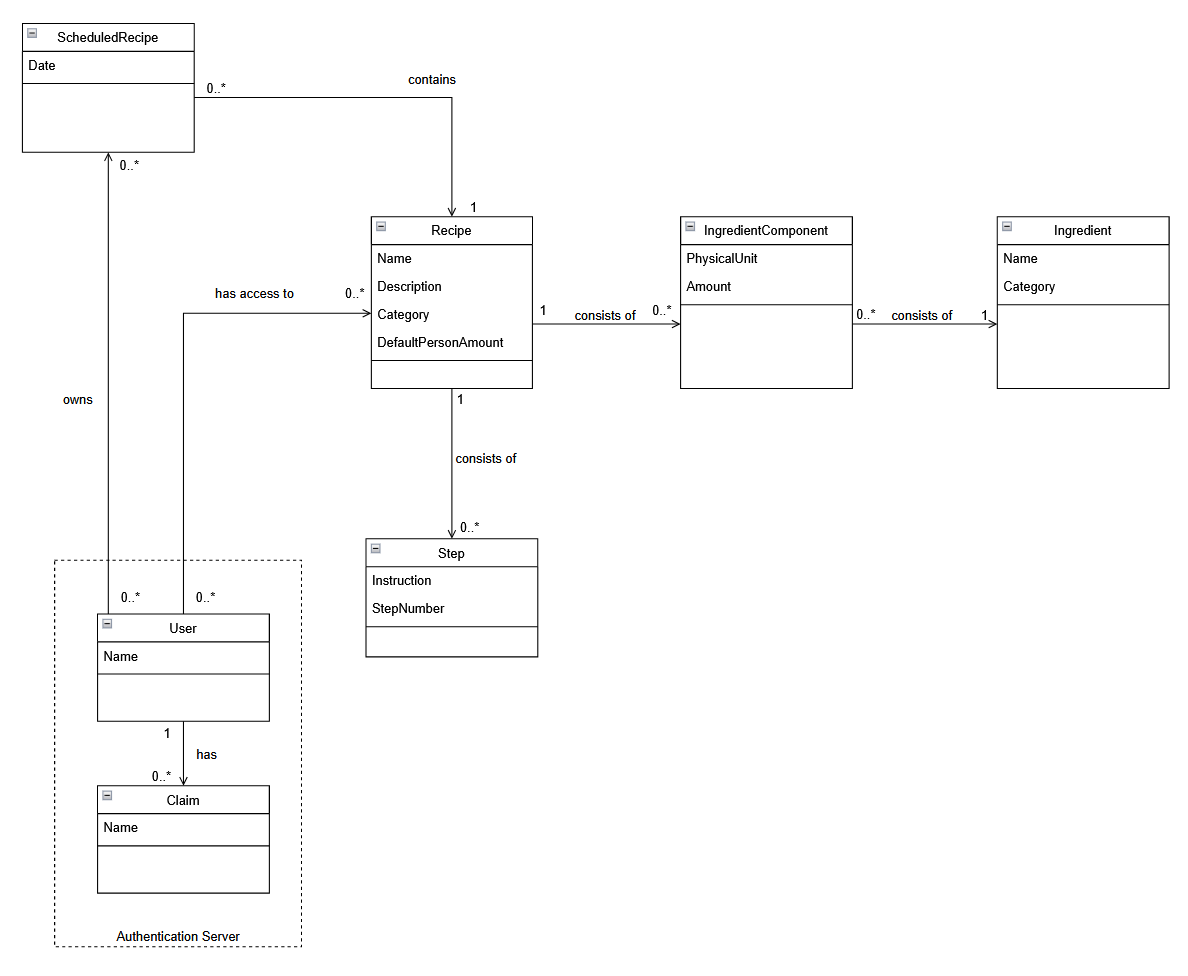 ScheduledRecipe
Date
0..*
contains
0..*
1
Recipe
Name
Description
Category
DefaultPersonAmount
IngredientComponent
PhysicalUnit
Amount
Ingredient
Name
Category
has access to
0..*
1
consists of
0..*
0..*
consists of
1
owns
1
consists of
0..*
Step
Instruction
StepNumber
0..*
0..*
User
Name
1
has
0..*
Claim
Name
Authentication Server